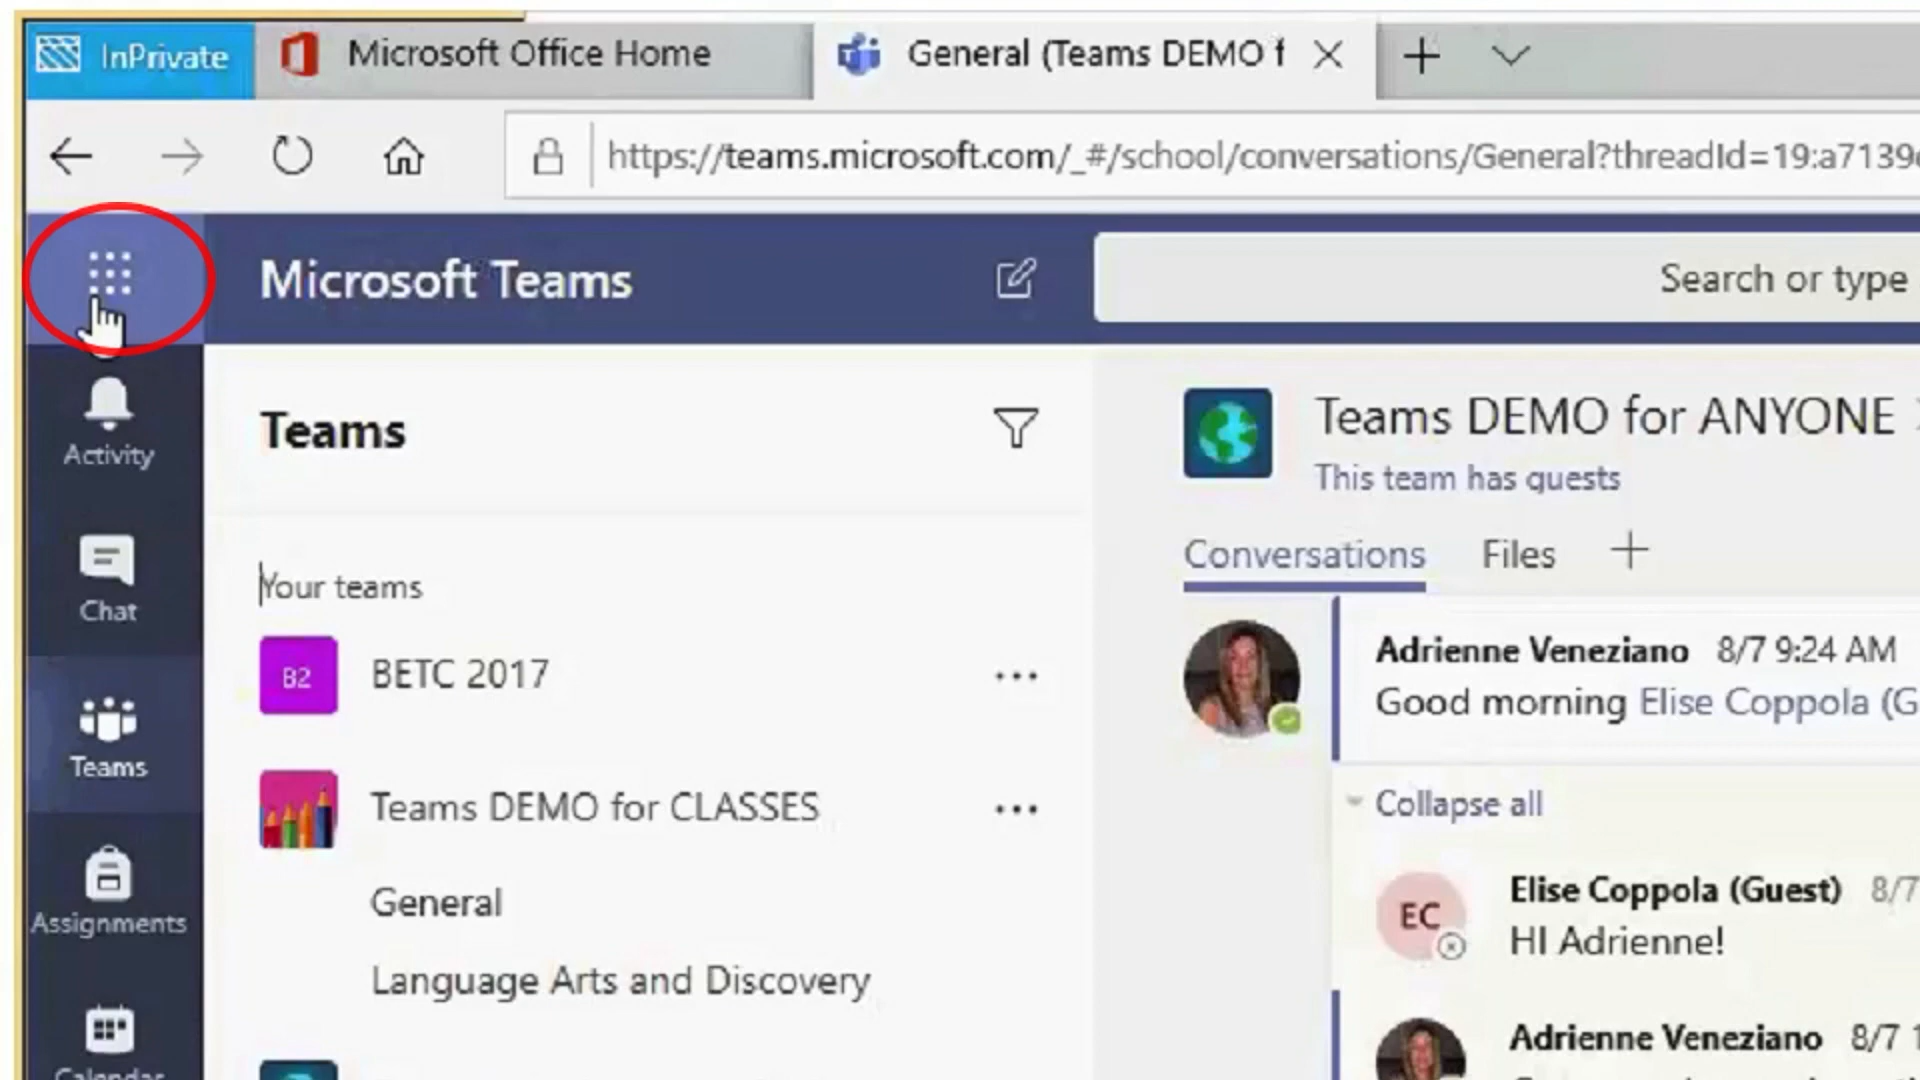 InPrivate
Microsoft Office Home
General (Teams DEMO f
https://teams.microsoft.com/_#/school/conversations/General?threadId=19:a7139
Microsoft Teams
Search or type
Activity
Chat
Teams
Assignments
Calendar
Teams
Your teams
B2
BETC 2017
Teams DEMO for CLASSES
General
Language Arts and Discovery
Teams DEMO for ANYONE
This team has guests
Conversations
Files
Adrienne Veneziano 8/7 9:24 AM
Good morning Elise Coppola (G
Collapse all
EC
Elise Coppola (Guest) 8/7
HI Adrienne!
Adrienne Veneziano 8/7 1